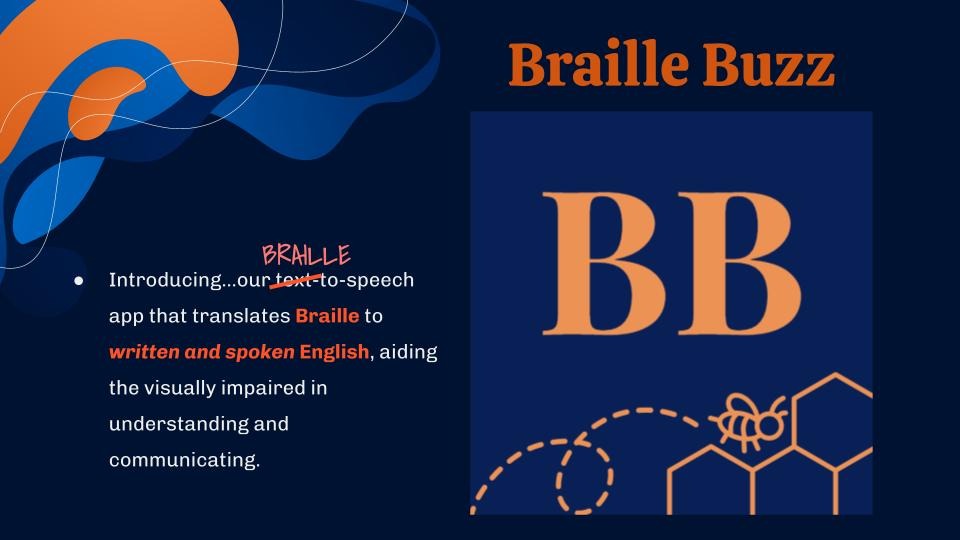 Braille Buzz
BB
BRAILLE
• Introducing...our text-to-speech
app that translates Braille to
written and spoken English, aiding
the visually impaired in
understanding and
communicating.